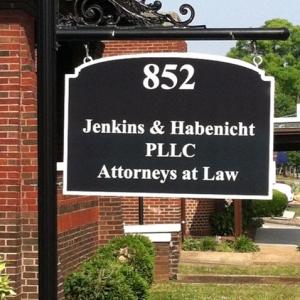 852
Jenkins & Habenicht
PLLC
Attorneys at Law